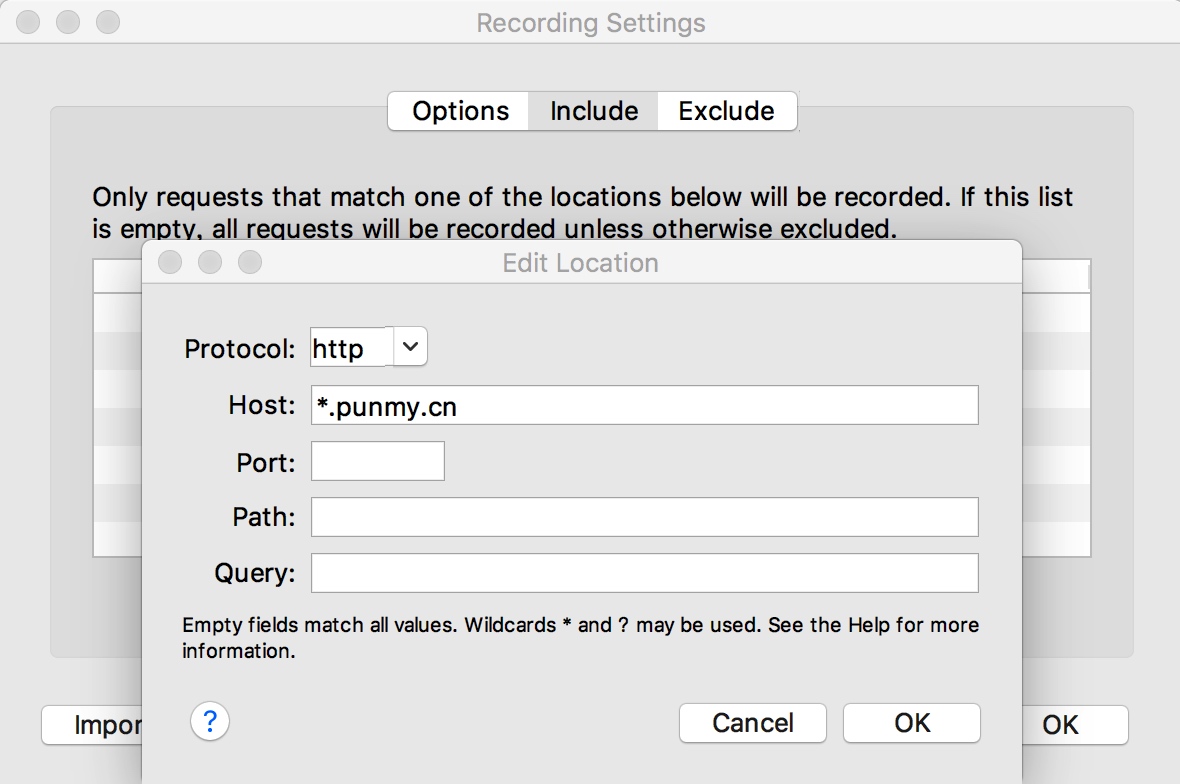 Recording Settings
Options Include Exclude
Only requests that match one of the locations below will be recorded. If this list
is empty, all requests will be recorded unless otherwise excluded.
Edit Location
Protocol: http
Host: *.punmy.cn
Port:
Path:
Query:
Empty fields match all values. Wildcards * and ? may be used. See the Help for more
information.
? Cancel OK
OK